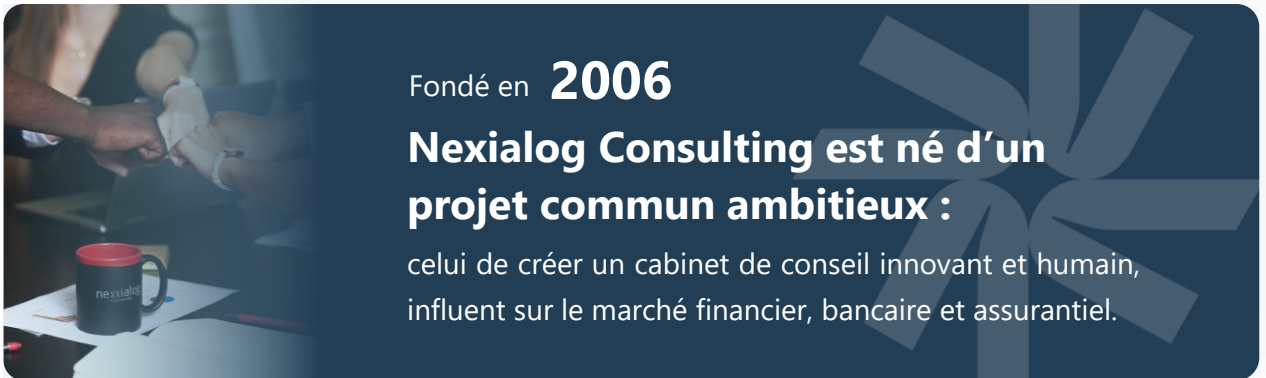 Fondé en 2006
Nexialog Consulting est né d’un
projet commun ambitieux :
celui de créer un cabinet de conseil innovant et humain,
influent sur le marché financier, bancaire et assurantiel.
nexialog